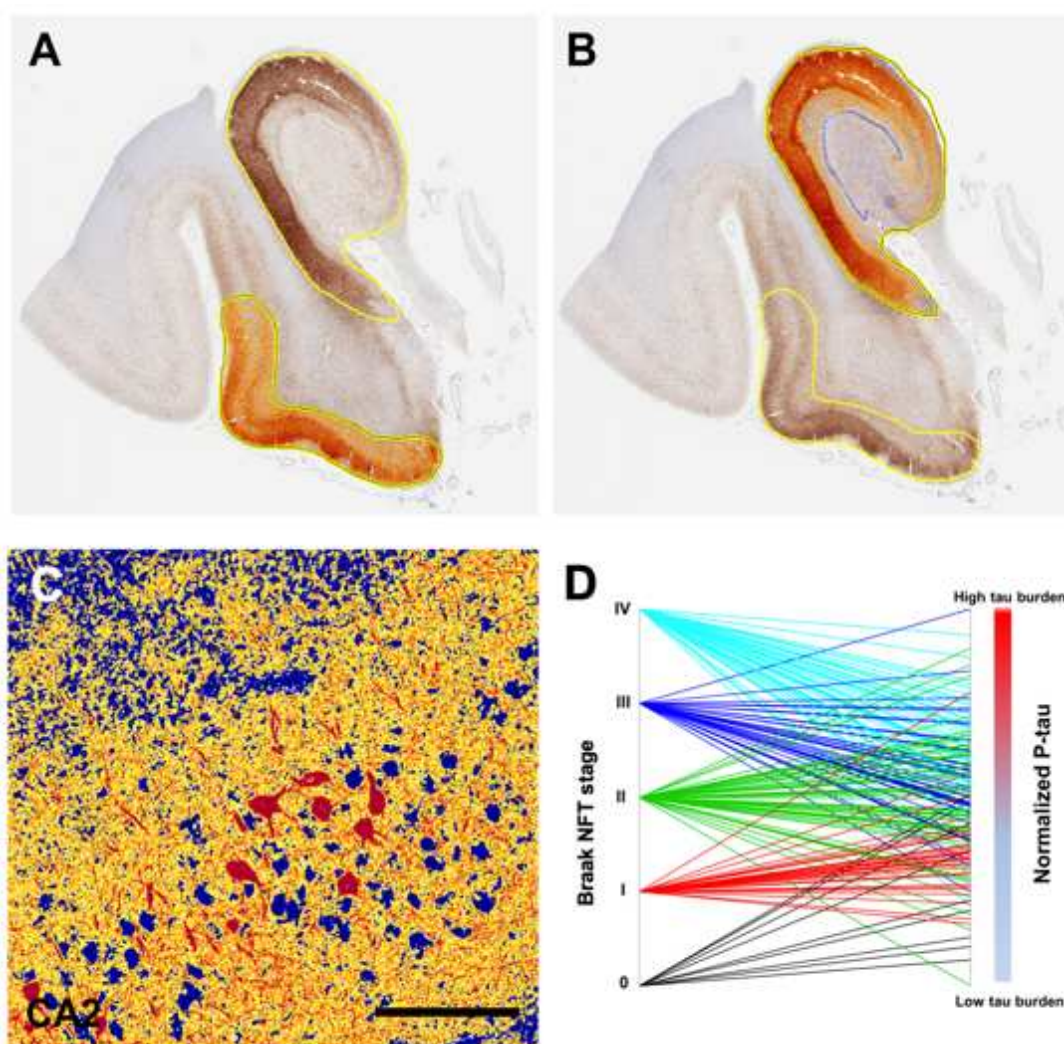 A
B
C
CA2
D
High tau burden
IV
III
II
I
0
Braak NFT stage
Normalized P-tau
Low tau burden